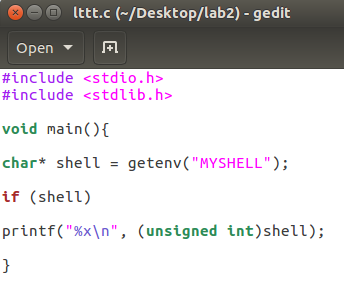 lttt.c (~/Desktop/lab2) - gedit
Open
#include <stdio.h>
#include <stdlib.h>
void main(){
char* shell = getenv("MYSHELL");
if (shell)
printf("%x\n", (unsigned int)shell);
}